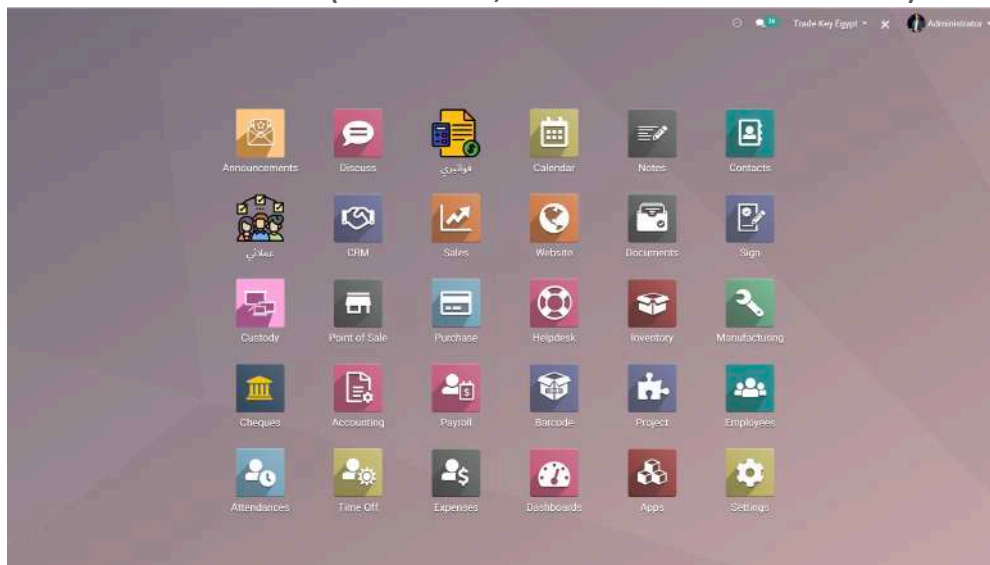 Trade Key Egypt Administrator
Announcements Discuss فواتيري Calendar Notes Contacts
عملائي CRM Sales Website Documents Sign
Custody Point of Sale Purchase Helpdesk Inventory Manufacturing
Cheques Accounting Payroll Barcode Project Employees
Attendances Time Off Expenses Dashboards Apps Settings